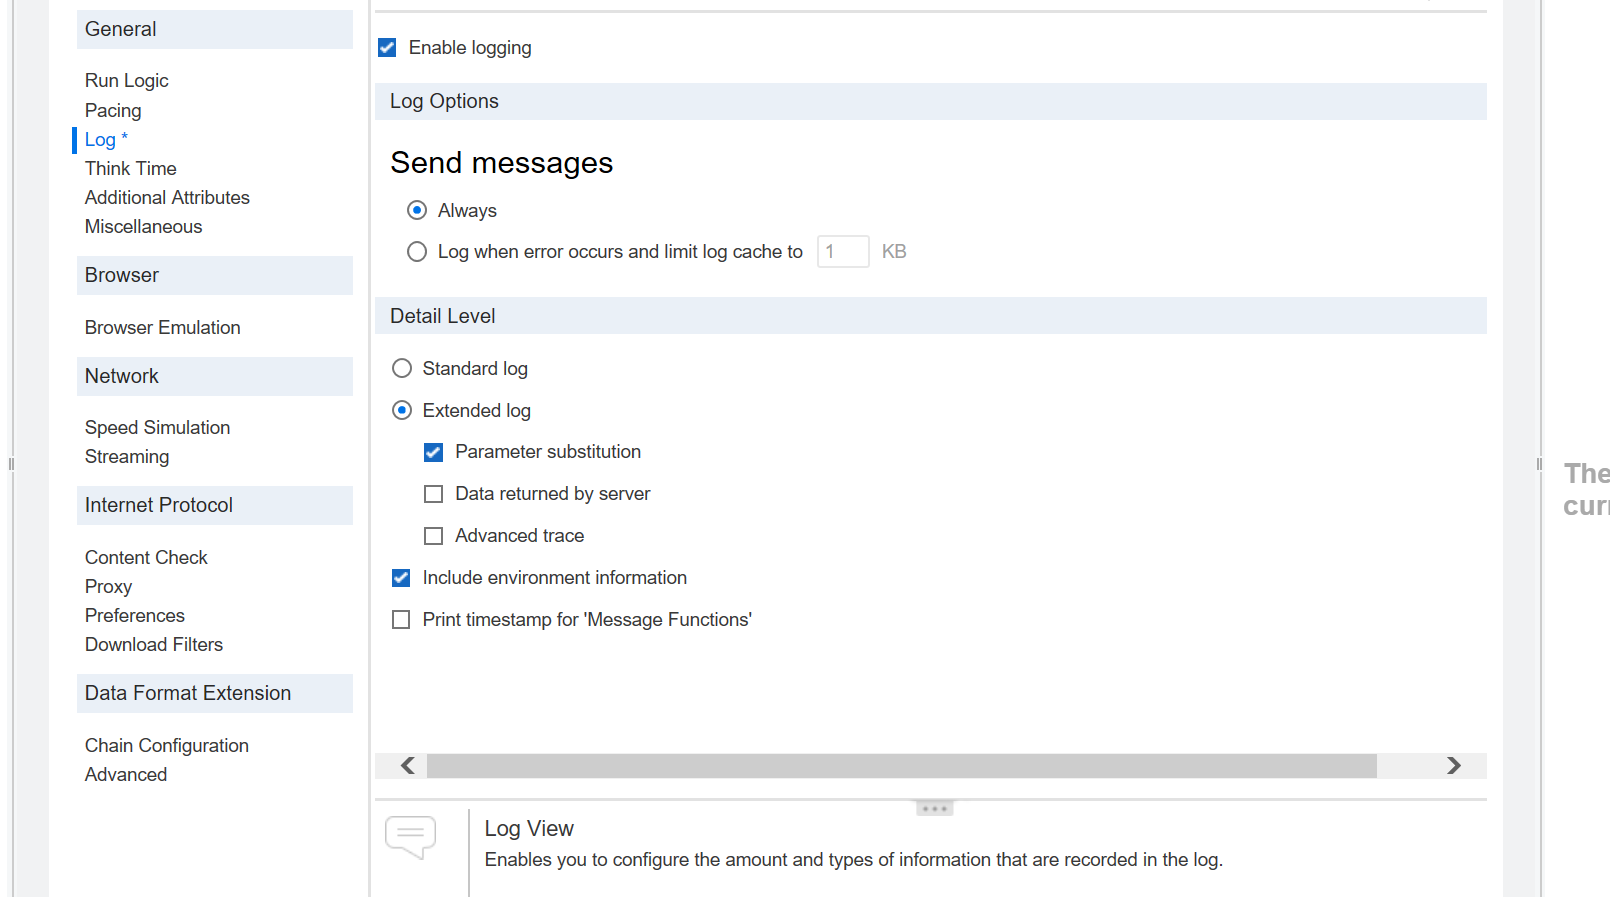 General
Run Logic
Pacing
Log *
Think Time
Additional Attributes
Miscellaneous
Browser
Browser Emulation
Network
Speed Simulation
Streaming
Internet Protocol
Content Check
Proxy
Preferences
Download Filters
Data Format Extension
Chain Configuration
Advanced
Enable logging
Log Options
Send messages
Always
Log when error occurs and limit log cache to 1 KB
Detail Level
Standard log
Extended log
Parameter substitution
Data returned by server
Advanced trace
Include environment information
Print timestamp for 'Message Functions'
Log View
Enables you to configure the amount and types of information that are recorded in the log.
The